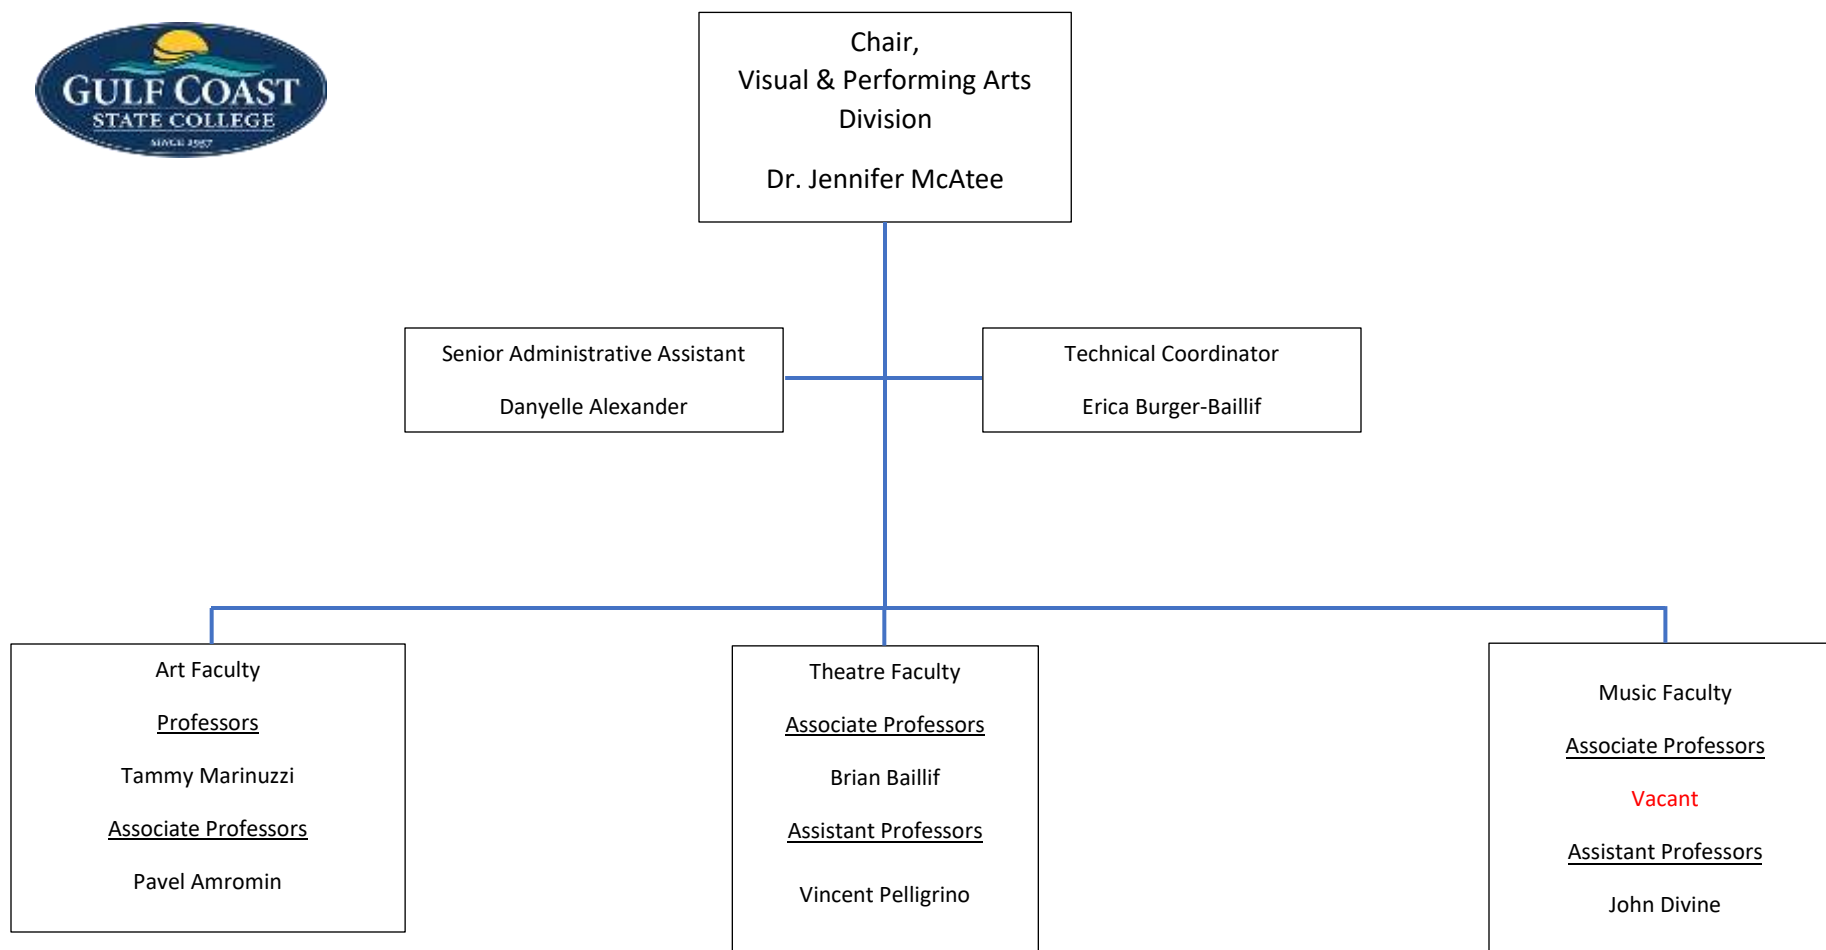 GULF COAST
STATE COLLEGE
SINCE 1957
Chair,
Visual & Performing Arts
Division
Dr. Jennifer McAtee
Senior Administrative Assistant
Danyelle Alexander
Technical Coordinator
Erica Burger-Baillif
Art Faculty
Professors
Tammy Marinuzzi
Associate Professors
Pavel Amromin
Theatre Faculty
Associate Professors
Brian Baillif
Assistant Professors
Vincent Pelligrino
Music Faculty
Associate Professors
Vacant
Assistant Professors
John Divine